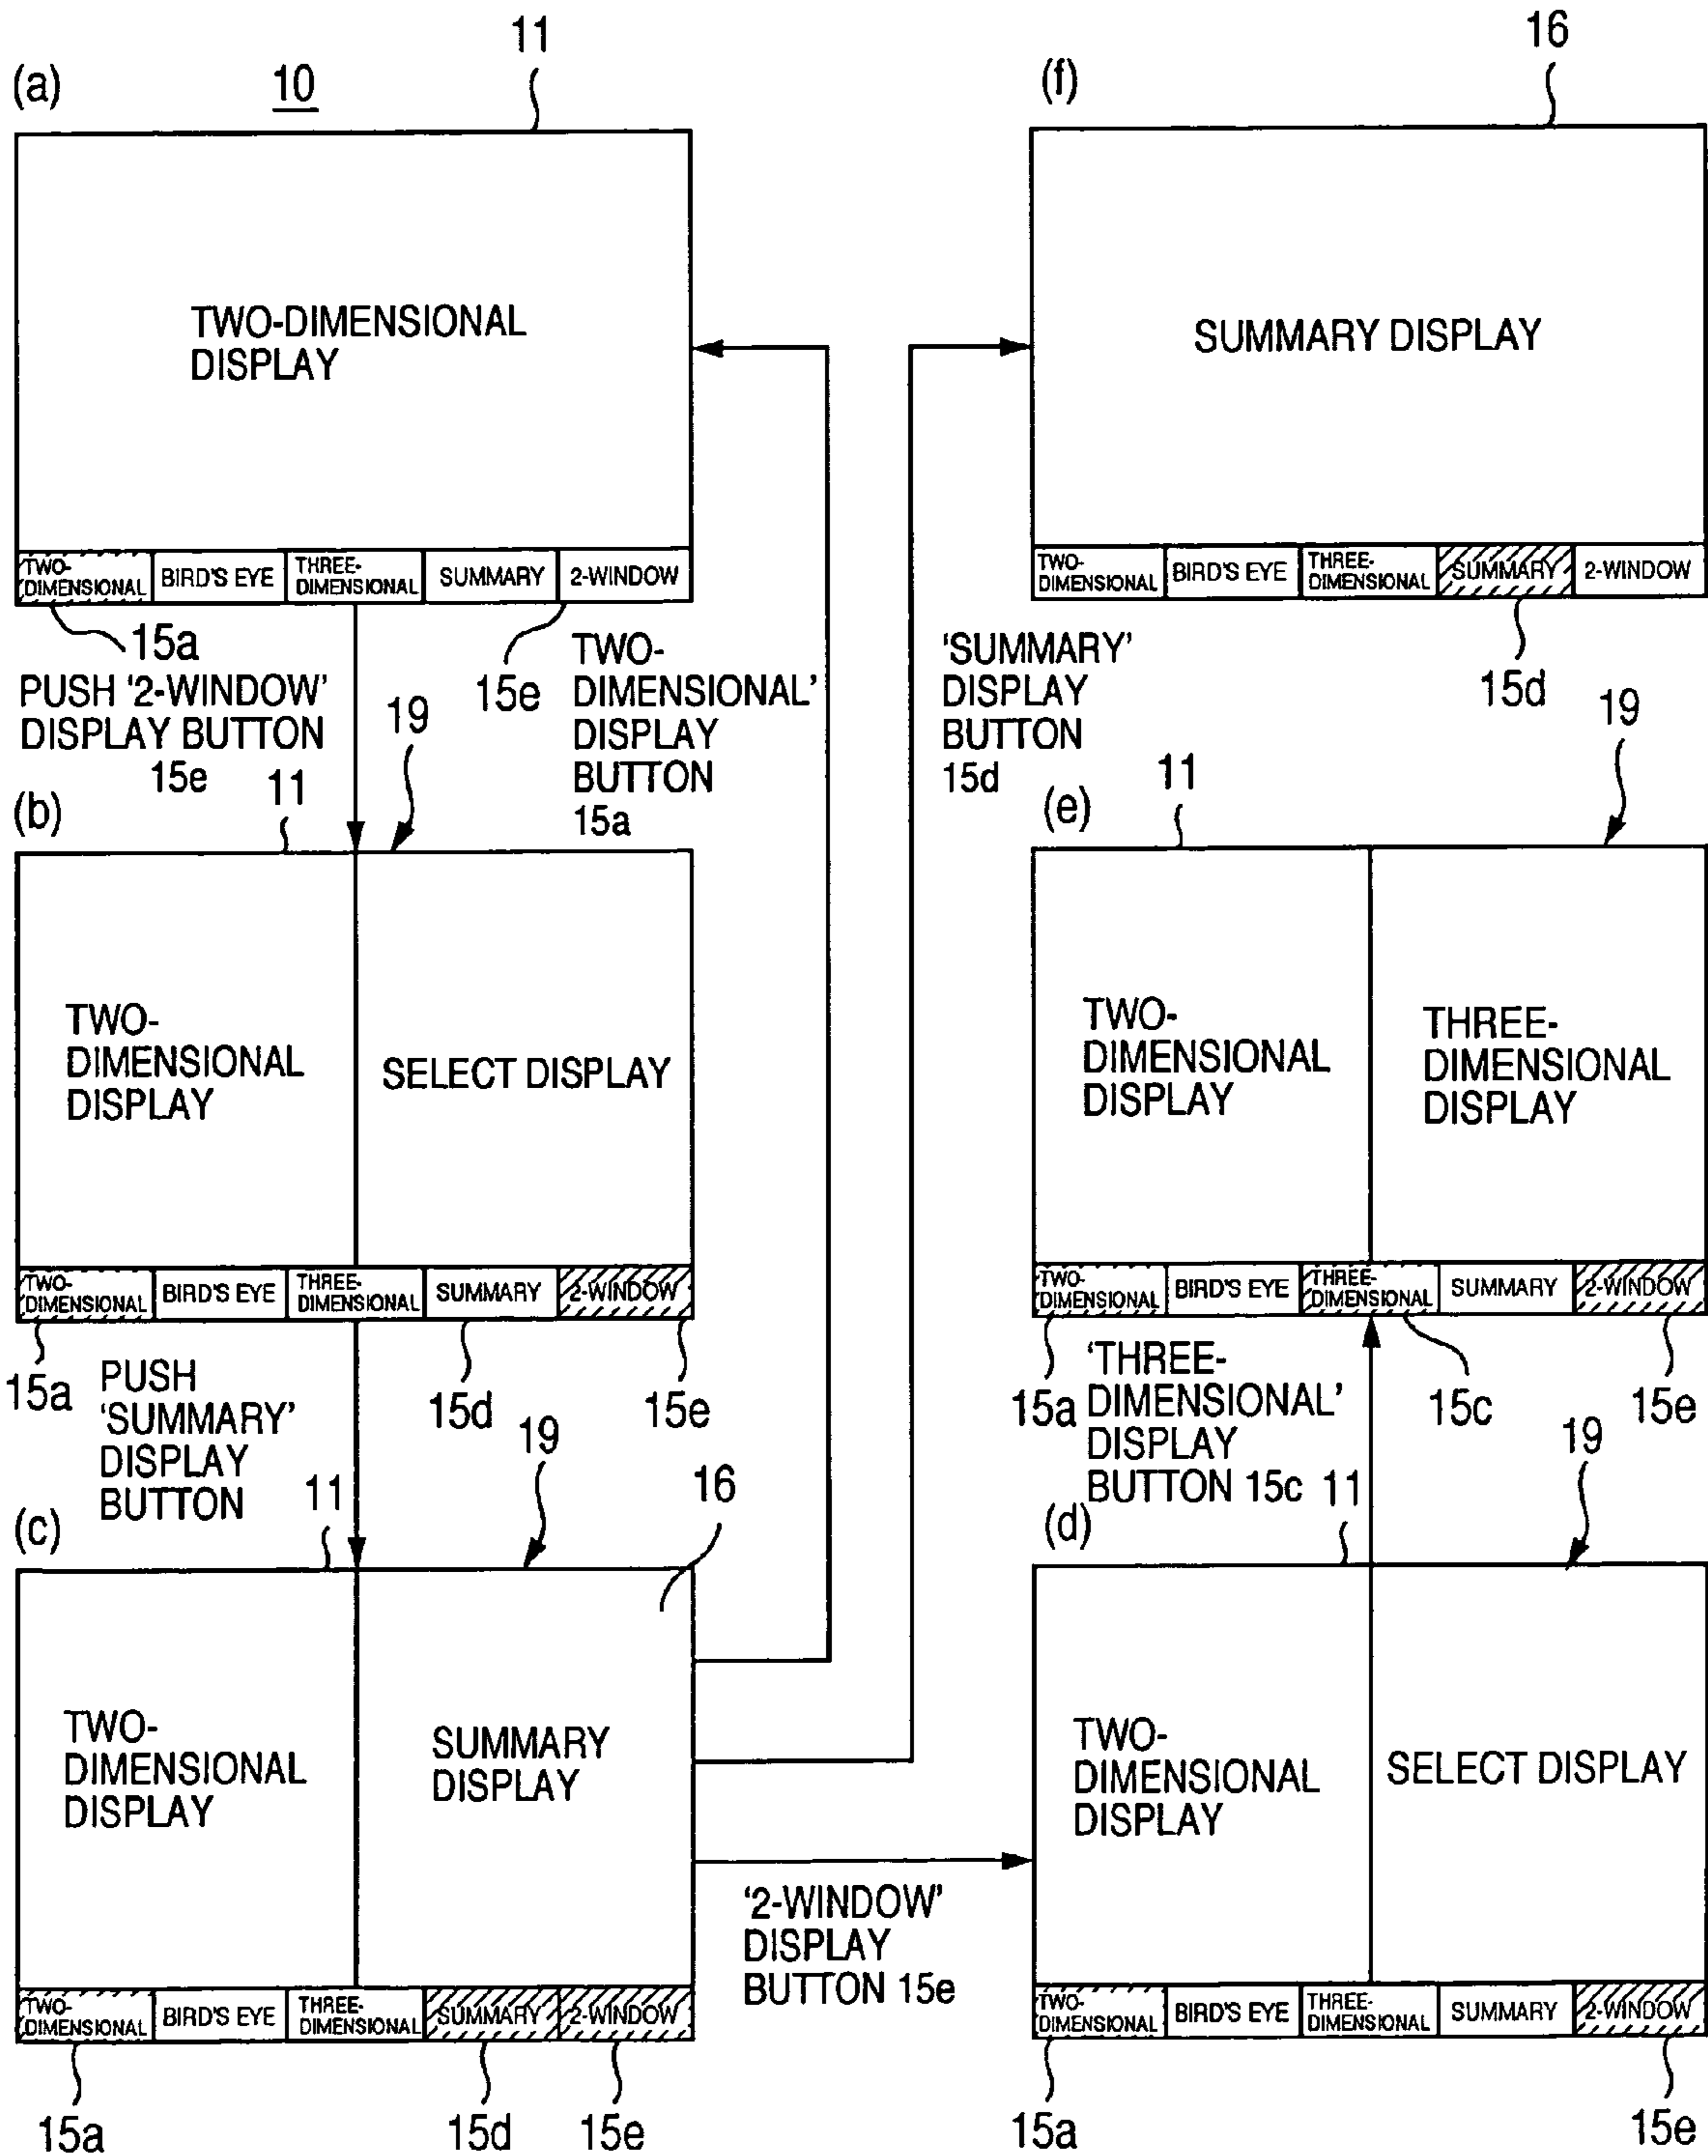 (a)
10
11
TWO-DIMENSIONAL
DISPLAY
TWO-
DIMENSIONAL
BIRD'S EYE
THREE-
DIMENSIONAL
SUMMARY
2-WINDOW
15a
PUSH '2-WINDOW'
DISPLAY BUTTON
15e
15e
TWO-
DIMENSIONAL'
DISPLAY
BUTTON
15a
(b)
11
19
TWO-
DIMENSIONAL
DISPLAY
SELECT DISPLAY
TWO-
DIMENSIONAL
BIRD'S EYE
THREE-
DIMENSIONAL
SUMMARY
2-WINDOW
15a
15d
15e
PUSH
'SUMMARY'
DISPLAY
BUTTON
(c)
11
19
16
TWO-
DIMENSIONAL
DISPLAY
SUMMARY
DISPLAY
TWO-
DIMENSIONAL
BIRD'S EYE
THREE-
DIMENSIONAL
SUMMARY
2-WINDOW
15a
15d
15e
'2-WINDOW'
DISPLAY
BUTTON 15e
(f)
16
SUMMARY DISPLAY
TWO-
DIMENSIONAL
BIRD'S EYE
THREE-
DIMENSIONAL
SUMMARY
2-WINDOW
15d
'SUMMARY'
DISPLAY
BUTTON
15d
(e)
11
19
TWO-
DIMENSIONAL
DISPLAY
THREE-
DIMENSIONAL
DISPLAY
TWO-
DIMENSIONAL
BIRD'S EYE
THREE-
DIMENSIONAL
SUMMARY
2-WINDOW
15a
15c
15e
'THREE-
DIMENSIONAL'
DISPLAY
BUTTON 15c
(d)
11
19
TWO-
DIMENSIONAL
DISPLAY
SELECT DISPLAY
TWO-
DIMENSIONAL
BIRD'S EYE
THREE-
DIMENSIONAL
SUMMARY
2-WINDOW
15a
15e